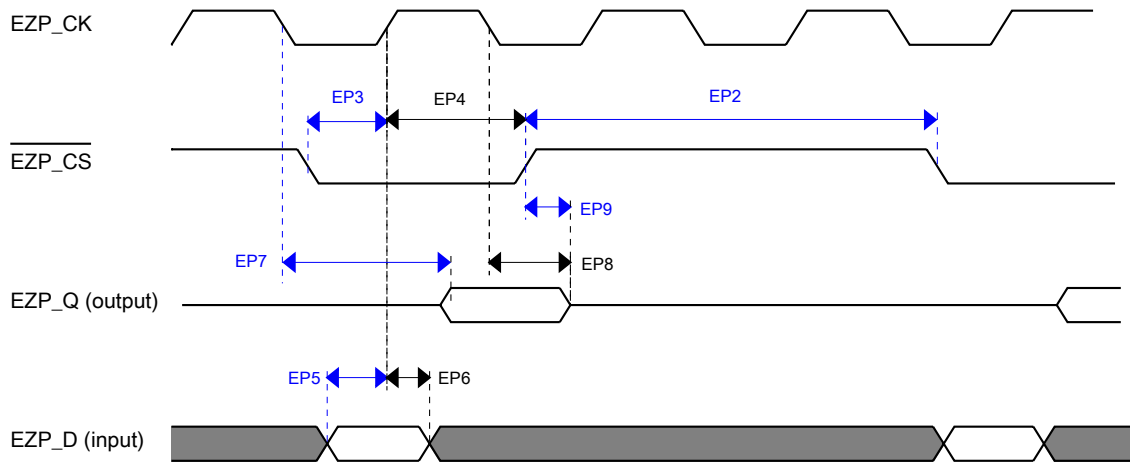 EZP_CK
EP3
EP4
EP2
EZP_CS
EP9
EP7
EP8
EZP_Q (output)
EP5
EP6
EZP_D (input)